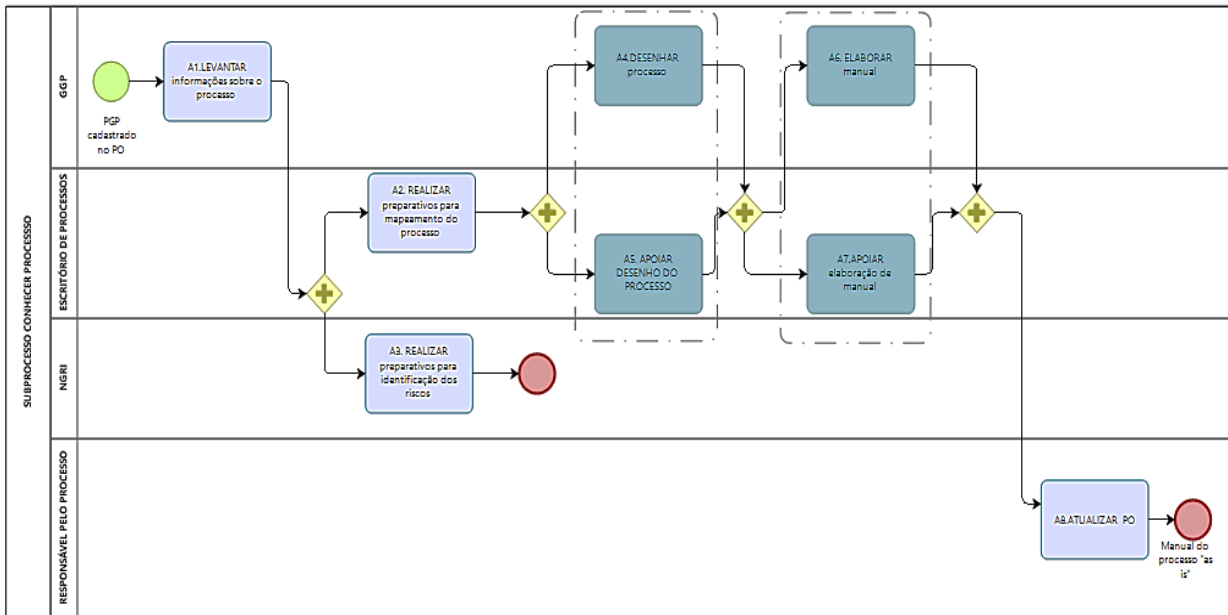 SUBPROCESSO CONHECER PROCESSSO
GGP
PGP
cadastrado
no PO
A1.LEVANTAR
informações sobre o
processo
A4.DESENHAR
processo
A6. ELABORAR
manual
ESCRITÓRIO DE PROCESSOS
A2. REALIZAR
preparativos para
mapeamento do
processo
A5. APOIAR
DESENHO DO
PROCESSO
A7.APOIAR
elaboração de
manual
NGRI
A3. REALIZAR
preparativos para
identificação dos
riscos
RESPONSÁVEL PELO PROCESSO
A8.ATUALIZAR PO
Manual do
processo "as
is"